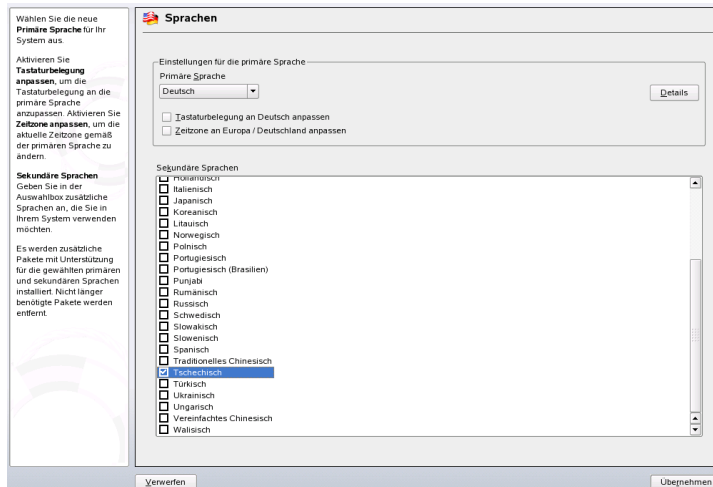 Wählen Sie die neue
Primäre Sprache für Ihr
System aus.
Aktivieren Sie
Tastaturbelegung
anpassen, um die
Tastaturbelegung an die
primäre Sprache
anzupassen. Aktivieren Sie
Zeitzone anpassen, um die
aktuelle Zeitzone gemäß
der primären Sprache zu
ändern.
Sekundäre Sprachen
Geben Sie in der
Auswahlbox zusätzliche
Sprachen an, die Sie in
Ihrem System verwenden
möchten.
Es werden zusätzliche
Pakete mit Unterstützung
für die gewählten primären
und sekundären Sprachen
installiert. Nicht länger
benötigte Pakete werden
entfernt.
Sprachen
Einstellungen für die primäre Sprache
Primäre Sprache
Deutsch
Details
Tastaturbelegung an Deutsch anpassen
Zeitzone an Europa / Deutschland anpassen
Sekundäre Sprachen
Holländisch
Italienisch
Japanisch
Koreanisch
Litauisch
Norwegisch
Polnisch
Portugiesisch
Portugiesisch (Brasilien)
Punjabi
Rumänisch
Russisch
Schwedisch
Slowakisch
Slowenisch
Spanisch
Traditionelles Chinesisch
Tschechisch
Türkisch
Ukrainisch
Ungarisch
Vereinfachtes Chinesisch
Walisisch
Verwerfen
Übernehmen